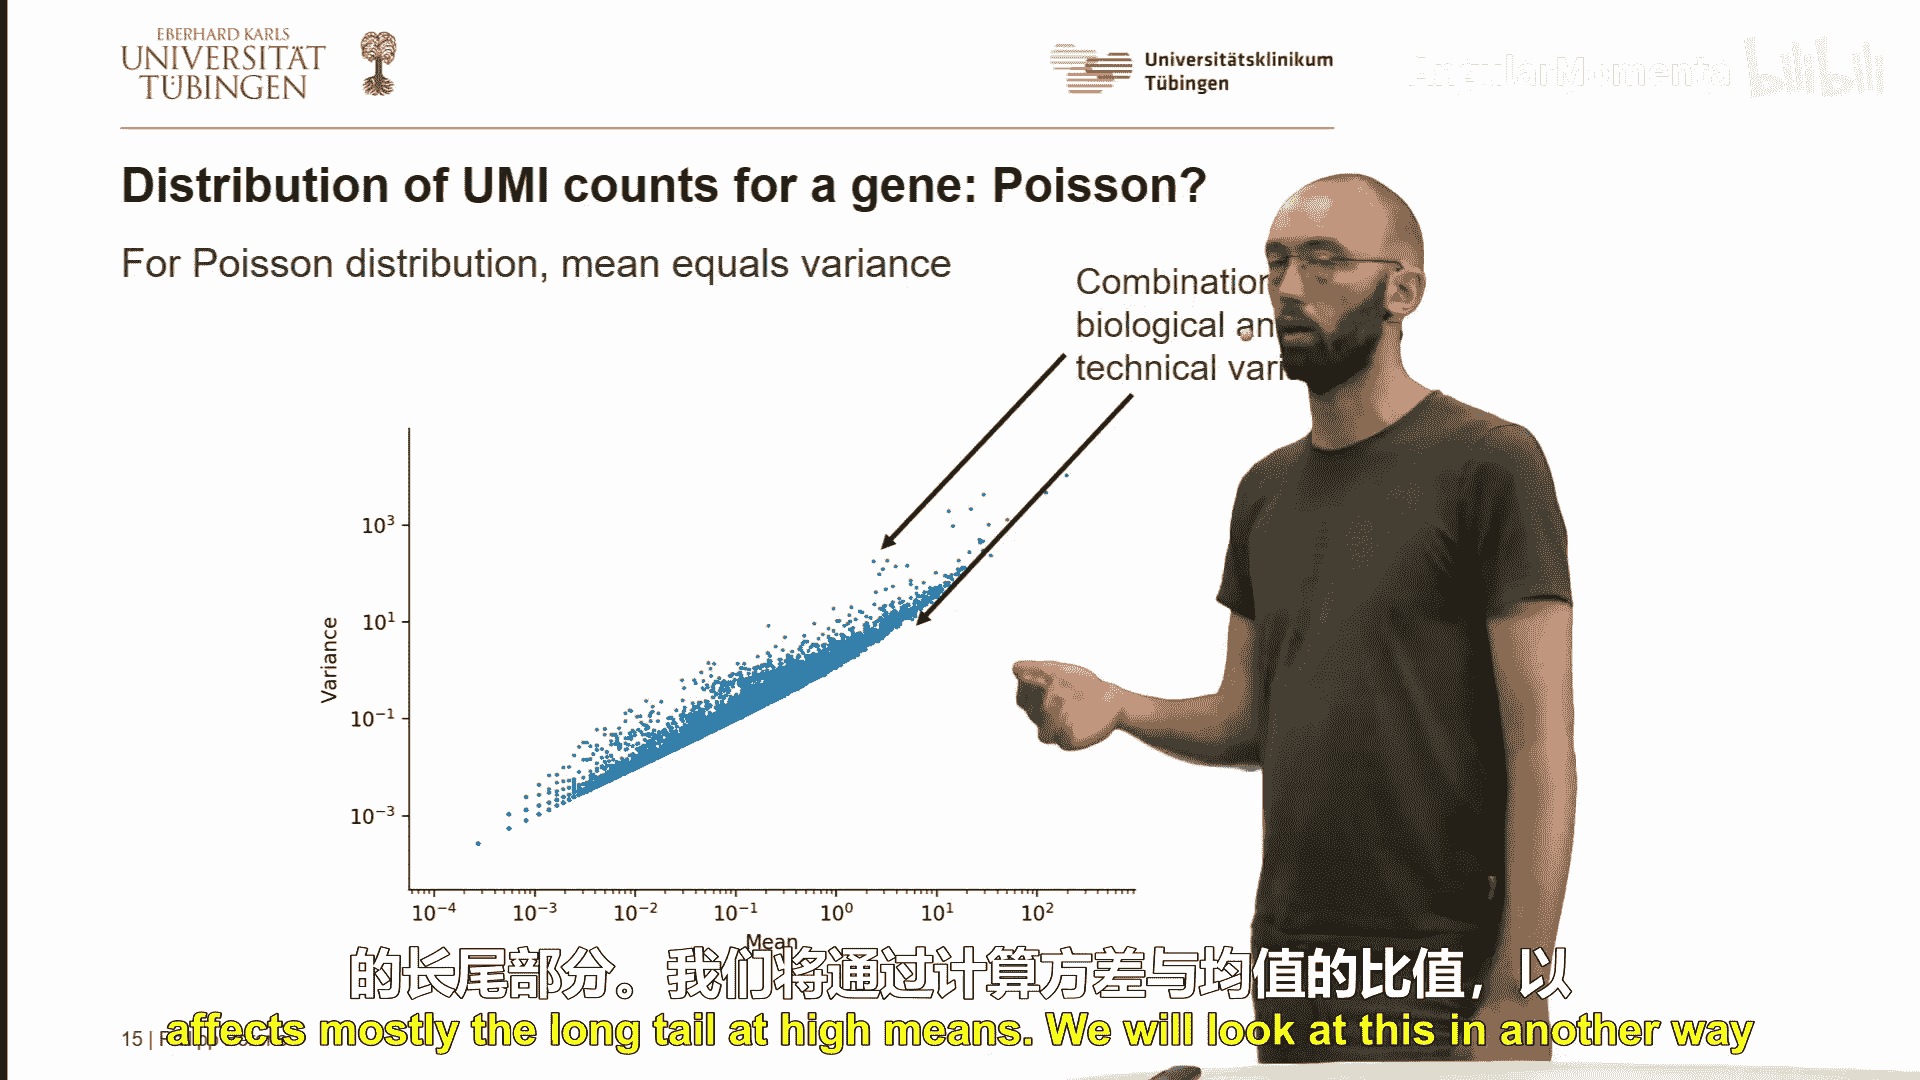 EBERHARD KARLS
UNIVERSITÄT
TÜBINGEN
Universitätsklinikum
Tübingen
AngularMomenta bilibili
Distribution of UMI counts for a gene: Poisson?
For Poisson distribution, mean equals variance
Combination
biological an
technical vari
10³
10¹
10⁻¹
10⁻³
Variance
10⁻⁴ 10⁻³ 10⁻² 10⁻¹ 10⁰ 10¹ 10²
Mean
的长尾部分。我们将通过计算方差与均值的比值，以
affects mostly the long tail at high means. We will look at this in another way
15 |